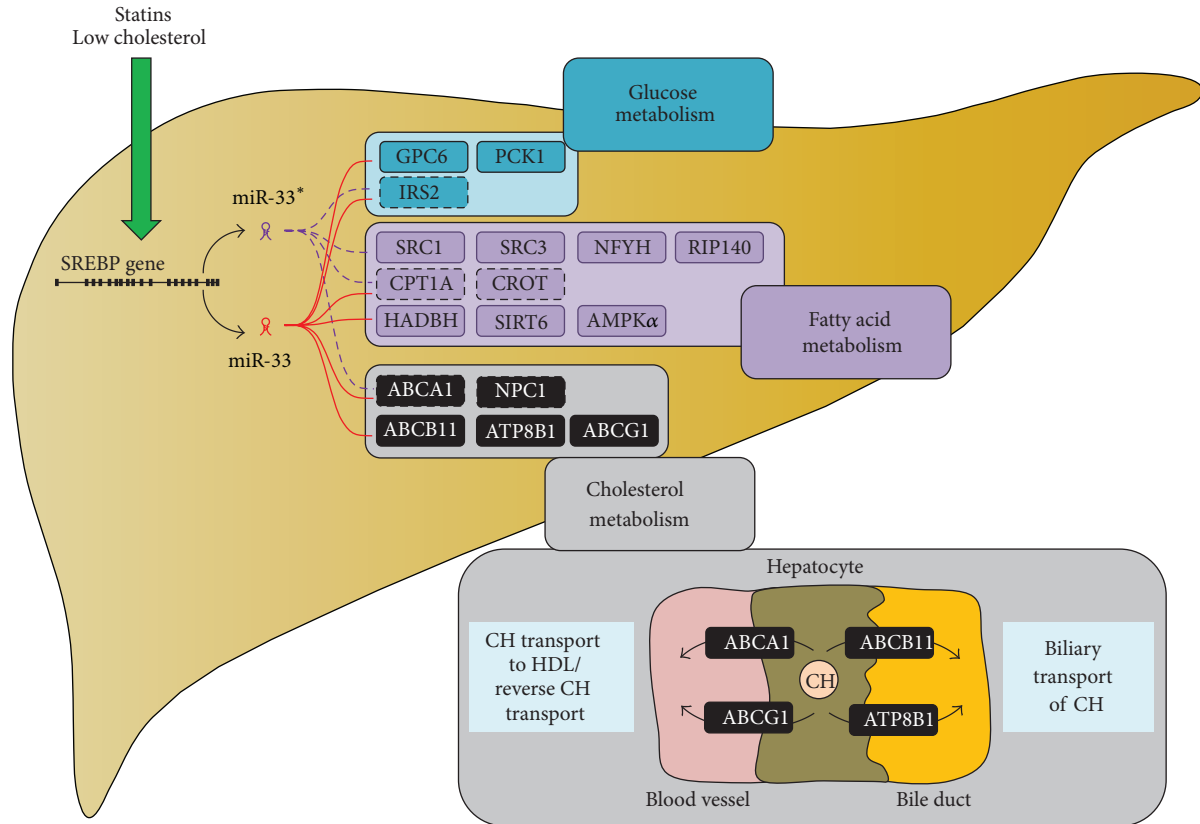 Statins
Low cholesterol
Glucose
metabolism
GPC6
PCK1
IRS2
miR-33*
SREBP gene
SRC1
SRC3
NFYH
RIP140
CPT1A
CROT
HADBH
SIRT6
AMPKα
Fatty acid
metabolism
miR-33
ABCA1
NPC1
ABCB11
ATP8B1
ABCG1
Cholesterol
metabolism
Hepatocyte
CH transport
to HDL/
reverse CH
transport
ABCA1
ABCB11
CH
ABCG1
ATP8B1
Biliary
transport
of CH
Blood vessel
Bile duct